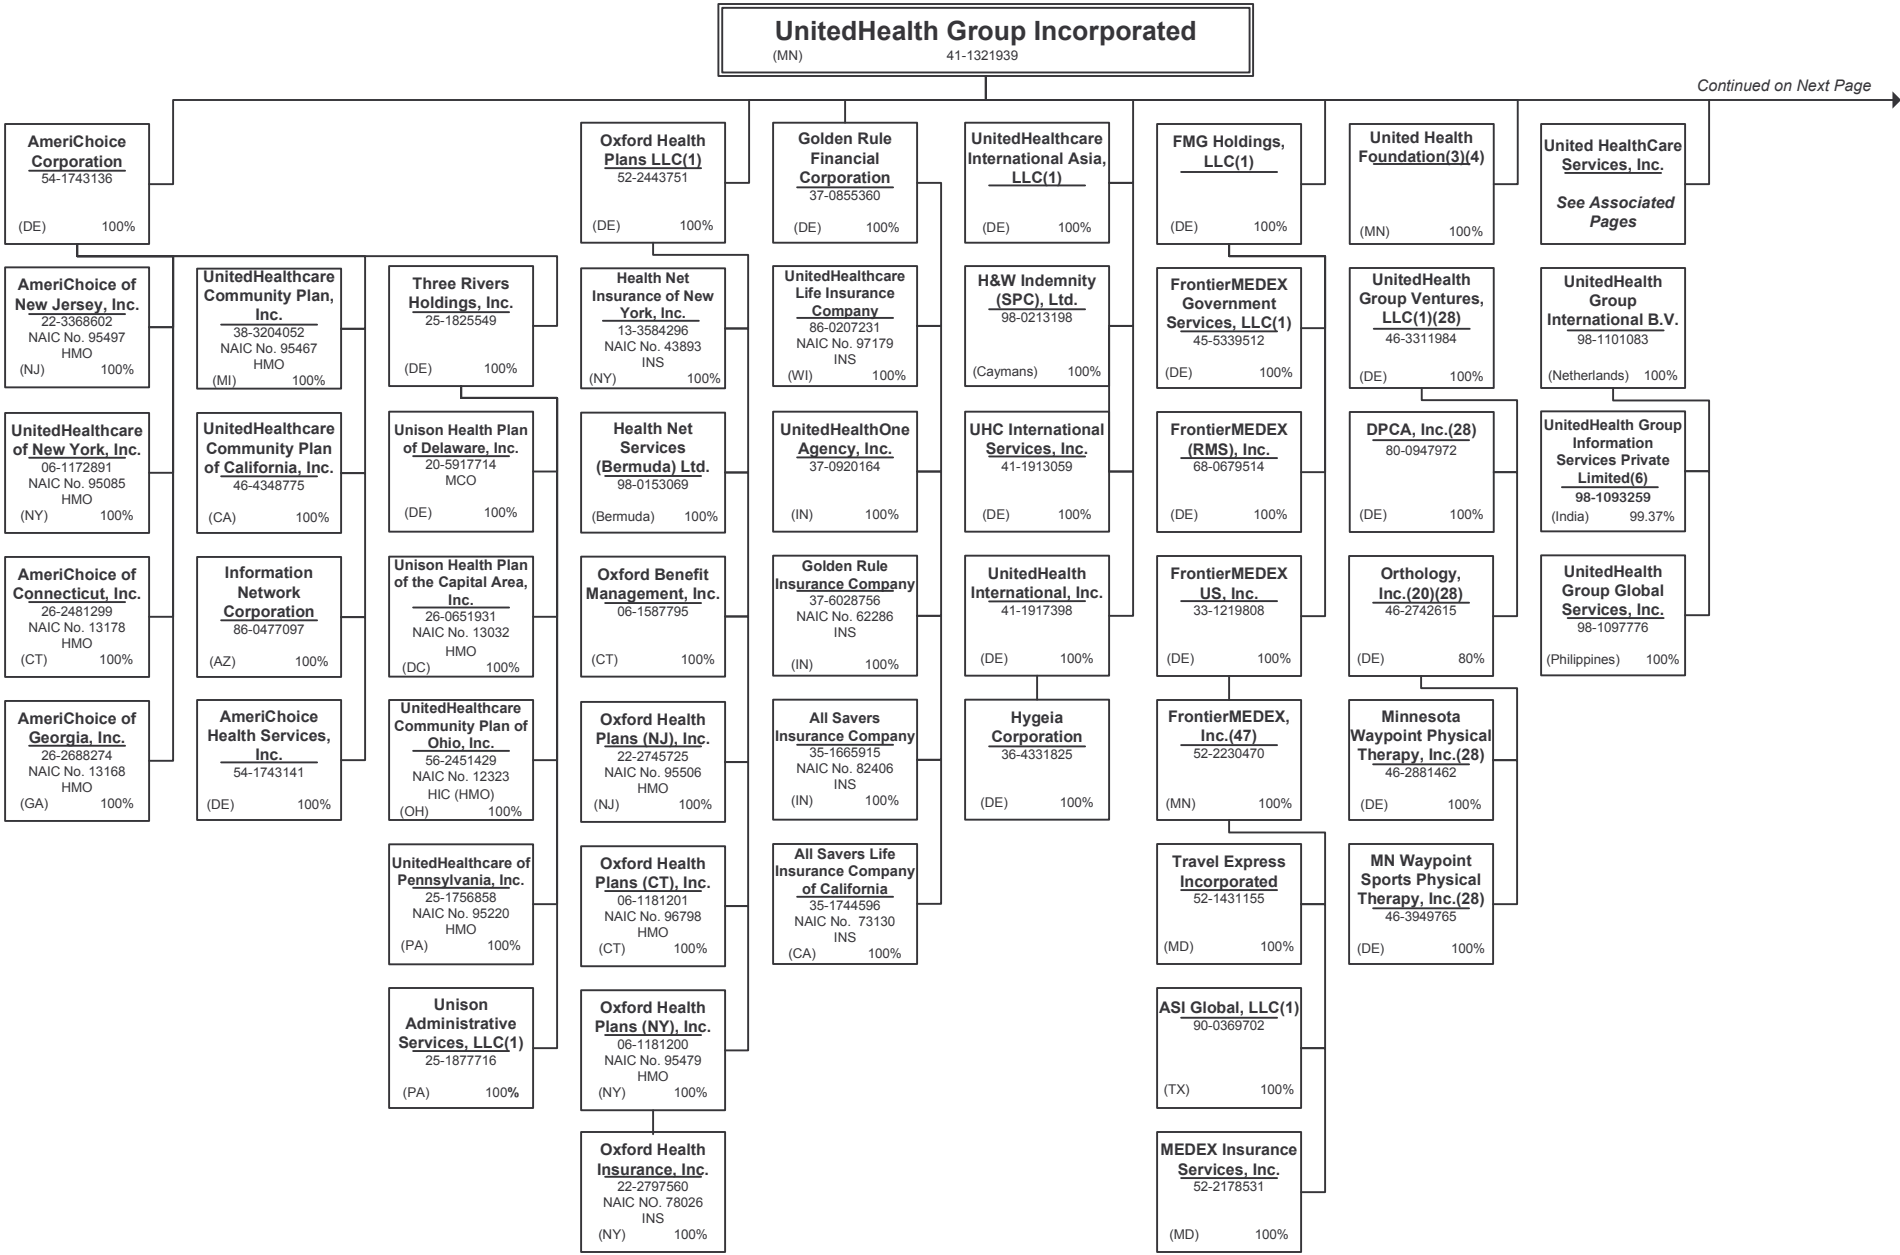 UnitedHealth Group Incorporated
(MN) 41-1321939
Continued on Next Page
AmeriChoice
Corporation
54-1743136
(DE) 100%
AmeriChoice of
New Jersey, Inc.
22-3368602
NAIC No. 95497
HMO
(NJ) 100%
UnitedHealthcare
of New York, Inc.
06-1172891
NAIC No. 95085
HMO
(NY) 100%
AmeriChoice of
Connecticut, Inc.
26-2481299
NAIC No. 13178
HMO
(CT) 100%
AmeriChoice of
Georgia, Inc.
26-2688274
NAIC No. 13168
HMO
(GA) 100%
UnitedHealthcare
Community Plan,
Inc.
38-3204052
NAIC No. 95467
HMO
(MI) 100%
UnitedHealthcare
Community Plan
of California, Inc.
46-4348775
(CA) 100%
Information
Network
Corporation
86-0477097
(AZ) 100%
AmeriChoice
Health Services,
Inc.
54-1743141
(DE) 100%
Three Rivers
Holdings, Inc.
25-1825549
(DE) 100%
Unison Health Plan
of Delaware, Inc.
20-5917714
MCO
(DE) 100%
Unison Health Plan
of the Capital Area,
Inc.
26-0651931
NAIC No. 13032
HMO
(DC) 100%
UnitedHealthcare
Community Plan of
Ohio, Inc.
56-2451429
NAIC No. 12323
HIC (HMO)
(OH) 100%
UnitedHealthcare of
Pennsylvania, Inc.
25-1756858
NAIC No. 95220
HMO
(PA) 100%
Unison
Administrative
Services, LLC(1)
25-1877716
(PA) 100%
Oxford Health
Plans LLC(1)
52-2443751
(DE) 100%
Health Net
Insurance of New
York, Inc.
13-3584296
NAIC No. 43893
INS
(NY) 100%
Health Net
Services
(Bermuda) Ltd.
98-0153069
(Bermuda) 100%
Oxford Benefit
Management, Inc.
06-1587795
(CT) 100%
Oxford Health
Plans (NJ), Inc.
22-2745725
NAIC No. 95506
HMO
(NJ) 100%
Oxford Health
Plans (CT), Inc.
06-1181201
NAIC No. 96798
HMO
(CT) 100%
Oxford Health
Plans (NY), Inc.
06-1181200
NAIC No. 95479
HMO
(NY) 100%
Oxford Health
Insurance, Inc.
22-2797560
NAIC NO. 78026
INS
(NY) 100%
Golden Rule
Financial
Corporation
37-0855360
(DE) 100%
UnitedHealthcare
Life Insurance
Company
86-0207231
NAIC No. 97179
INS
(WI) 100%
UnitedHealthOne
Agency, Inc.
37-0920164
(IN) 100%
Golden Rule
Insurance Company
37-6028756
NAIC No. 62286
INS
(IN) 100%
All Savers
Insurance Company
35-1665915
NAIC No. 82406
INS
(IN) 100%
All Savers Life
Insurance Company
of California
35-1744596
NAIC No. 73130
INS
(CA) 100%
UnitedHealthcare
International Asia,
LLC(1)
(DE) 100%
H&W Indemnity
(SPC), Ltd.
98-0213198
(Caymans) 100%
UHC International
Services, Inc.
41-1913059
(DE) 100%
UnitedHealth
International, Inc.
41-1917398
(DE) 100%
Hygeia
Corporation
36-4331825
(DE) 100%
FMG Holdings,
LLC(1)
(DE) 100%
FrontierMEDEX
Government
Services, LLC(1)
45-5339512
(DE) 100%
FrontierMEDEX
(RMS), Inc.
68-0679514
(DE) 100%
FrontierMEDEX
US, Inc.
33-1219808
(DE) 100%
FrontierMEDEX,
Inc.(47)
52-2230470
(MN) 100%
Travel Express
Incorporated
52-1431155
(MD) 100%
ASI Global, LLC(1)
90-0369702
(TX) 100%
MEDEX Insurance
Services, Inc.
52-2178531
(MD) 100%
United Health
Foundation(3)(4)
(MN) 100%
UnitedHealth
Group Ventures,
LLC(1)(28)
46-3311984
(DE) 100%
DPCA, Inc.(28)
80-0947972
(DE) 100%
Orthology,
Inc.(20)(28)
46-2742615
(DE) 80%
Minnesota
Waypoint Physical
Therapy, Inc.(28)
46-2881462
(DE) 100%
MN Waypoint
Sports Physical
Therapy, Inc.(28)
46-3949765
(DE) 100%
United HealthCare
Services, Inc.
See Associated
Pages
UnitedHealth
Group
International B.V.
98-1101083
(Netherlands) 100%
UnitedHealth Group
Information
Services Private
Limited(6)
98-1093259
(India) 99.37%
UnitedHealth
Group Global
Services, Inc.
98-1097776
(Philippines) 100%